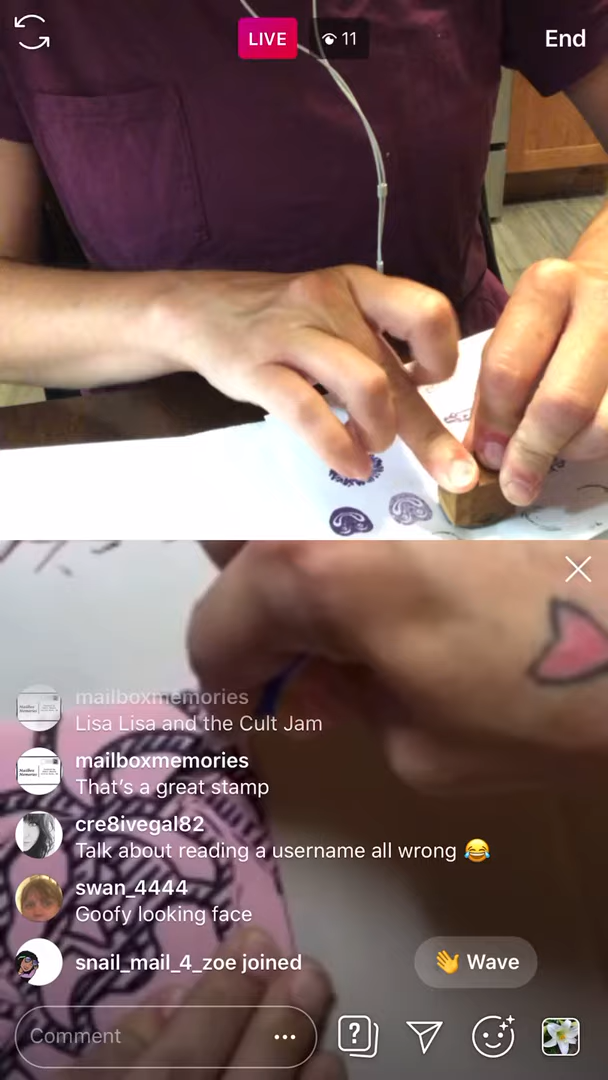 LIVE
11
End
mailboxmemories
Lisa Lisa and the Cult Jam
mailboxmemories
That's a great stamp
cre8ivegal82
Talk about reading a username all wrong 😂
swan_4444
Goofy looking face
snail_mail_4_zoe joined
👋 Wave
Comment